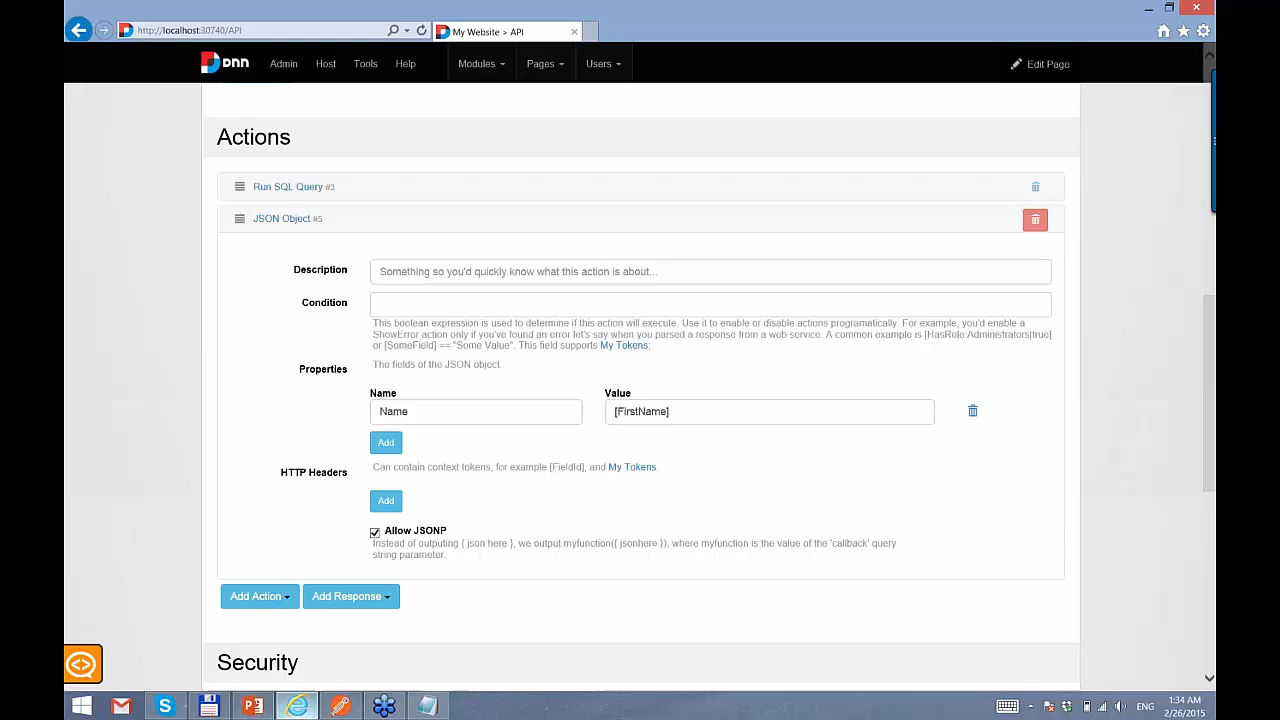 http://localhost:30740/API
My Website > API
DNN
Admin
Host
Tools
Help
Modules
Pages
Users
Edit Page
Actions
Run SQL Query #3
JSON Object #5
Description
Something so you'd quickly know what this action is about...
Condition
This boolean expression is used to determine if this action will execute. Use it to enable or disable actions programatically. For example, you'd enable a
ShowError action only if you've found an error let's say when you parsed a response from a web service. A common example is [HasRole:Administrators|true]
or [SomeField] == "Some Value". This field supports My Tokens;
Properties
The fields of the JSON object.
Name
Value
Name
[FirstName]
Add
HTTP Headers
Can contain context tokens, for example [FieldId], and My Tokens.
Add
Allow JSONP
Instead of outputing { json here }, we output myfunction({ jsonhere }), where myfunction is the value of the 'callback' query
string parameter.
Add Action
Add Response
Security
ENG
1:34 AM
2/26/2015